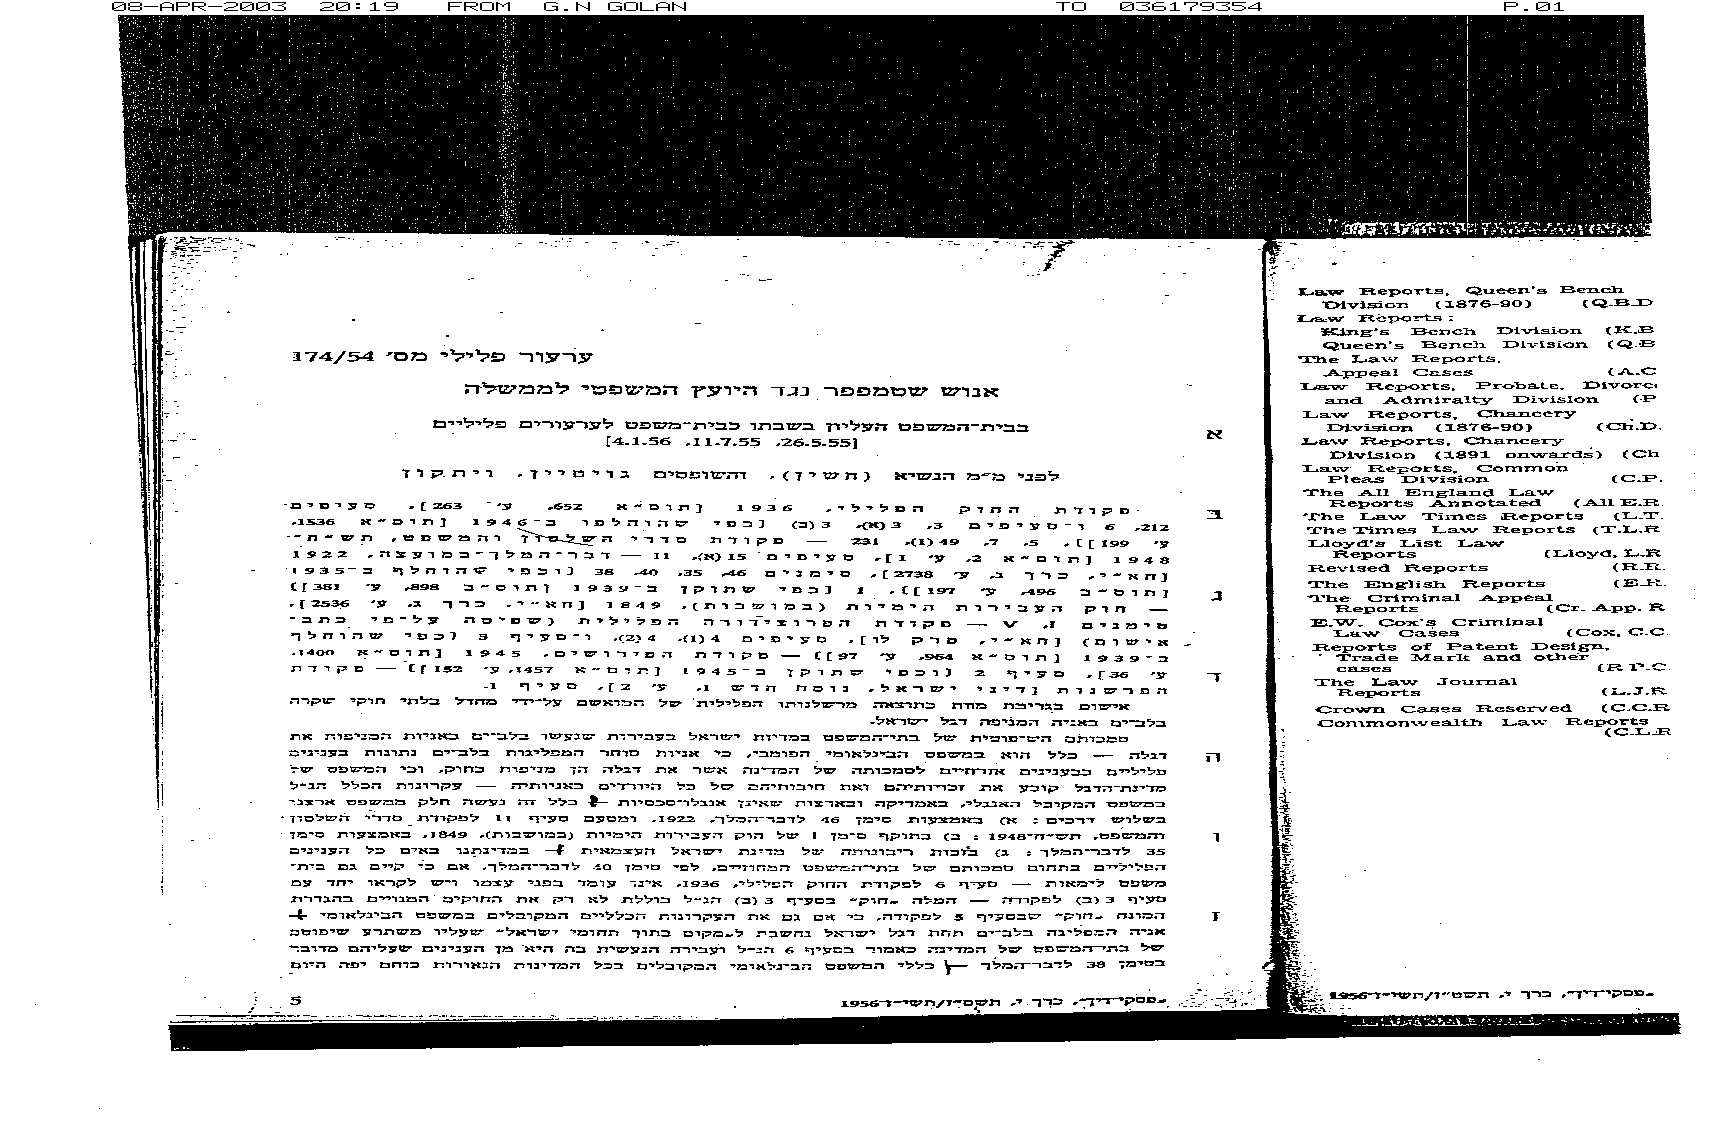 08-APR-2003 20:19 FROM G.N GOLAN TO 036179354 P.01
ערעור פלילי מס׳ 174/54
אנוש שטמפפר נגד היועץ המשפטי לממשלה
בבית־המשפט העליון בשבתו כבית־משפט לערעורים פליליים
[26.5.55, 11.7.55, 4.1.56]
לפני מ״מ הנשיא (חשין), והשופטים גויטיין, ויתקון
פקודת החוק הפלילי, 1936 [תוס״א 652, ע׳ 263], סעיפים
212, 6 ו־סעיפים 3, 3(א), 3(ב) [כפי שהוחלפו ב־1946 [תוס״א 1536,
ע׳ 199]], 5, 7, 49(1), 231 — פקודת סדרי השלטון והמשפט, תש״ח־
1948 [תוס״א 2, ע׳ 1], סעיפים 15(א), 11 — דבר־המלך־במועצה, 1922
[חא״י, כרך ג, ע׳ 2738], סימנים 46, 35, 40, 38 [וכפי שהוחלף ב־1935
[תוס״ב 496, ע׳ 197]], 1 [כפי שתוקן ב־1939 [תוס״ב 898, ע׳ 381]]
— חוק העבירות הימיות (במושבות), 1849 [חא״י, כרך ג, ע׳ 2536],
סימנים I, V — פקודת הפרוצידורה הפלילית (שפיטה על־פי כתב־
אישום) [חא״י, פרק לו], סעיפים 4(1), 4(2), ו־סעיף 3 [כפי שהוחלף
ב־1939 [תוס״א 964, ע׳ 97]] — פקודת הפירושים, 1945 [תוס״א 1400,
ע׳ 36], סעיף 2 [וכפי שתוקן ב־1945 [תוס״א 1457, ע׳ 152]] — פקודת
הפרשנות [דיני ישראל, נוסח חדש 1, ע׳ 2], סעיף 1.
אישום בגרימת מוות כתוצאה מרשלנותו הפלילית של הנאשם על־ידי מחדל בלתי חוקי שקרה
בלב־ים באניה המניפה דגל ישראל.
סמכותם השיפוטית של בתי־המשפט במדינת ישראל בעבירות שנעשו בלב־ים באניות המניפות את
דגלה — כלל הוא במשפט הבינלאומי הפומבי, כי אניות סוחר המפליגות בלב־ים נתונות בענינים
פליליים כבענינים אזרחיים לסמכותה של המדינה אשר את דגלה הן מניפות כחוק, וכי המשפט של
מדינת־הדגל קובע את זכויותיהם ואת חובותיהם של כל היורדים באניותיה — עקרונות הכלל הנ״ל
במשפט המקובל האנגלי, באמריקה ובארצות שאינן אנגלו־סכסיות — כלל זה נעשה חלק ממשפט ארצנו
בשלוש דרכים: א) באמצעות סימן 46 לדבר־המלך, 1922, ומטעם סעיף 11 לפקודת סדרי השלטון
והמשפט, תש״ח־1948; ב) בתוקף סימן I של חוק העבירות הימיות (במושבות), 1849, באמצעות סימן
35 לדבר־המלך; ג) בזכות ריבונותה של מדינת ישראל העצמאית — במדינתנו באים כל הענינים
הפליליים בתחום סמכותם של בתי־המשפט המחוזיים, לפי סימן 40 לדבר־המלך, אם כי קיים גם בית־
משפט לימאות — סעיף 6 לפקודת החוק הפלילי, 1936, אינו עומד בפני עצמו ויש לקראו יחד עם
סעיף 3(ב) לפקודה — המלה „חוק״ בסעיף 3(ב) הנ״ל כוללת לא רק את החוקים המנויים בהגדרת
המונח „חוק״ שבסעיף 5 לפקודה, כי אם גם את העקרונות הכלליים המקובלים במשפט הבינלאומי —
אניה המפליגה בלב־ים תחת דגל ישראל נחשבת ל„מקום בתוך תחומי ישראל״ שעליו משתרע שיפוטם
של בתי־המשפט של המדינה כאמור בסעיף 6 הנ״ל ועבירה הנעשית בה היא מן הענינים שעליהם מדובר
בסימן 38 לדבר־המלך — כללי המשפט הבינלאומי המקובלים בכל המדינות הנאורות כוחם יפה היום
א
ב
ג
ד
ה
ו
ז
„פסקי־דין״, כרך י, תשט״ז/תשי״ז־1956
5
Law Reports, Queen's Bench
Division (1876-90) (Q.B.D
Law Reports:
King's Bench Division (K.B
Queen's Bench Division (Q.B
The Law Reports,
Appeal Cases (A.C
Law Reports, Probate, Divorc
and Admiralty Division (P
Law Reports, Chancery
Division (1876-90) (Ch.D.
Law Reports, Chancery
Division (1891 onwards) (Ch
Law Reports, Common
Pleas Division (C.P.
The All England Law
Reports Annotated (All E.R.
The Law Times Reports (L.T.
The Times Law Reports (T.L.R
Lloyd's List Law
Reports (Lloyd, L.R
Revised Reports (R.R.
The English Reports (E.R.
The Criminal Appeal
Reports (Cr. App. R
E.W. Cox's Criminal
Law Cases (Cox, C.C.
Reports of Patent Design,
Trade Mark and other
cases (R.P.C.
The Law Journal
Reports (L.J.R
Crown Cases Reserved (C.C.R
Commonwealth Law Reports
(C.L.R
„פסקי־דין״, כרך י, תשט״ז/תשי״ז־1956